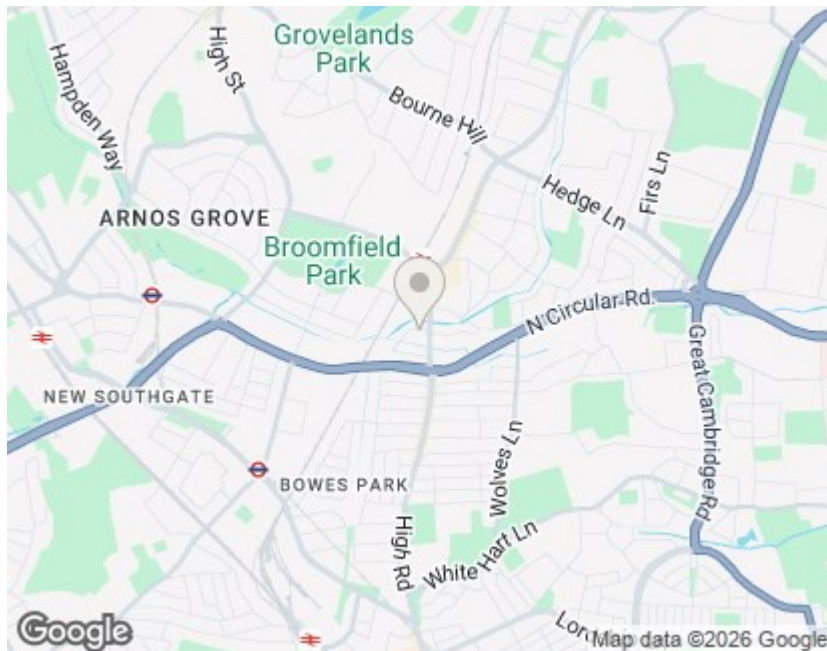 Grovelands
Park
High St
Hampden Way
Bourne Hill
Firs Ln
Hedge Ln
ARNOS GROVE
Broomfield
Park
N Circular Rd.
Great Cambridge Rd
NEW SOUTHGATE
Wolves Ln
BOWES PARK
High Rd
White Hart Ln
Google
Map data ©2026 Google